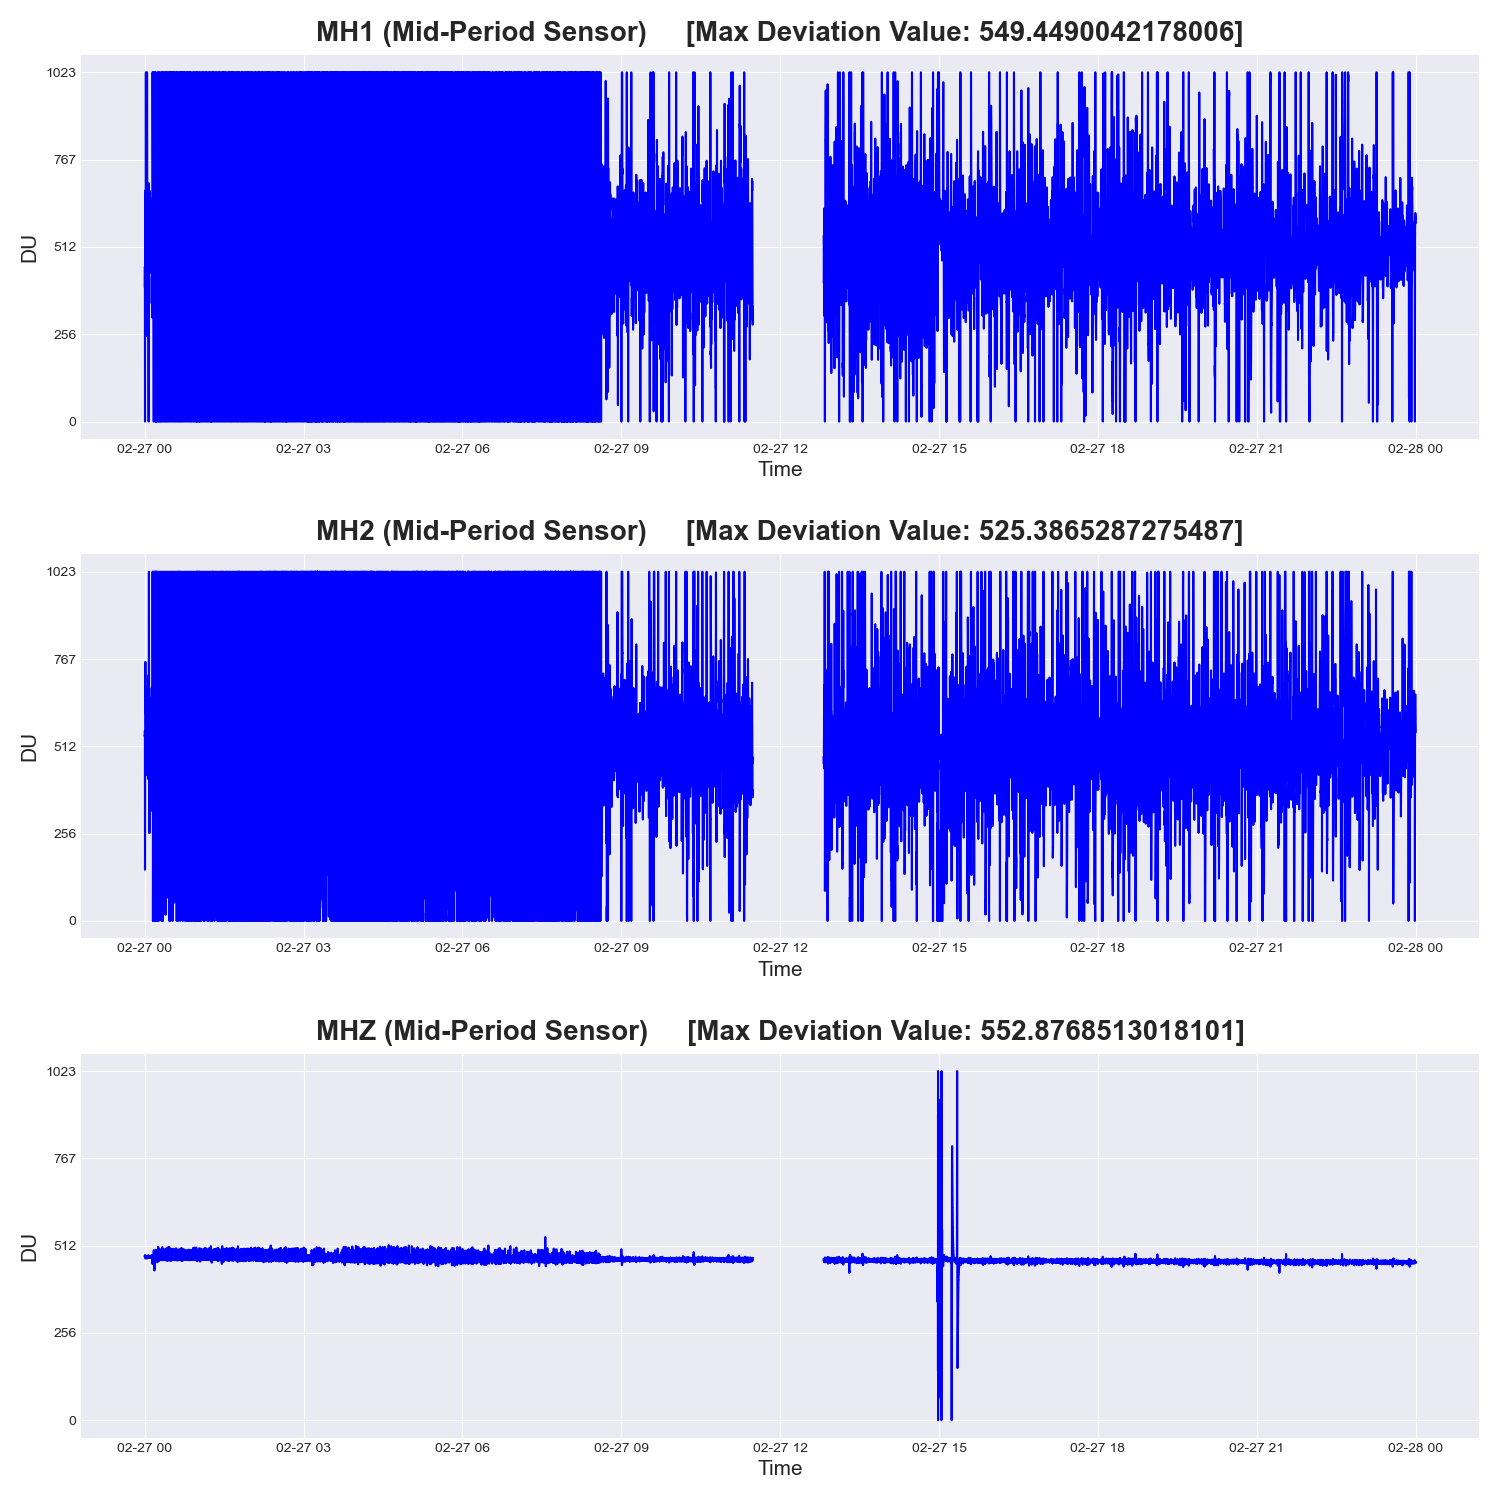 MH1 (Mid-Period Sensor) [Max Deviation Value: 549.4490042178006]
1023
767
512
256
0
DU
02-27 00 02-27 03 02-27 06 02-27 09 02-27 12 02-27 15 02-27 18 02-27 21 02-28 00
Time
MH2 (Mid-Period Sensor) [Max Deviation Value: 525.3865287275487]
1023
767
512
256
0
DU
02-27 00 02-27 03 02-27 06 02-27 09 02-27 12 02-27 15 02-27 18 02-27 21 02-28 00
Time
MHZ (Mid-Period Sensor) [Max Deviation Value: 552.8768513018101]
1023
767
512
256
0
DU
02-27 00 02-27 03 02-27 06 02-27 09 02-27 12 02-27 15 02-27 18 02-27 21 02-28 00
Time